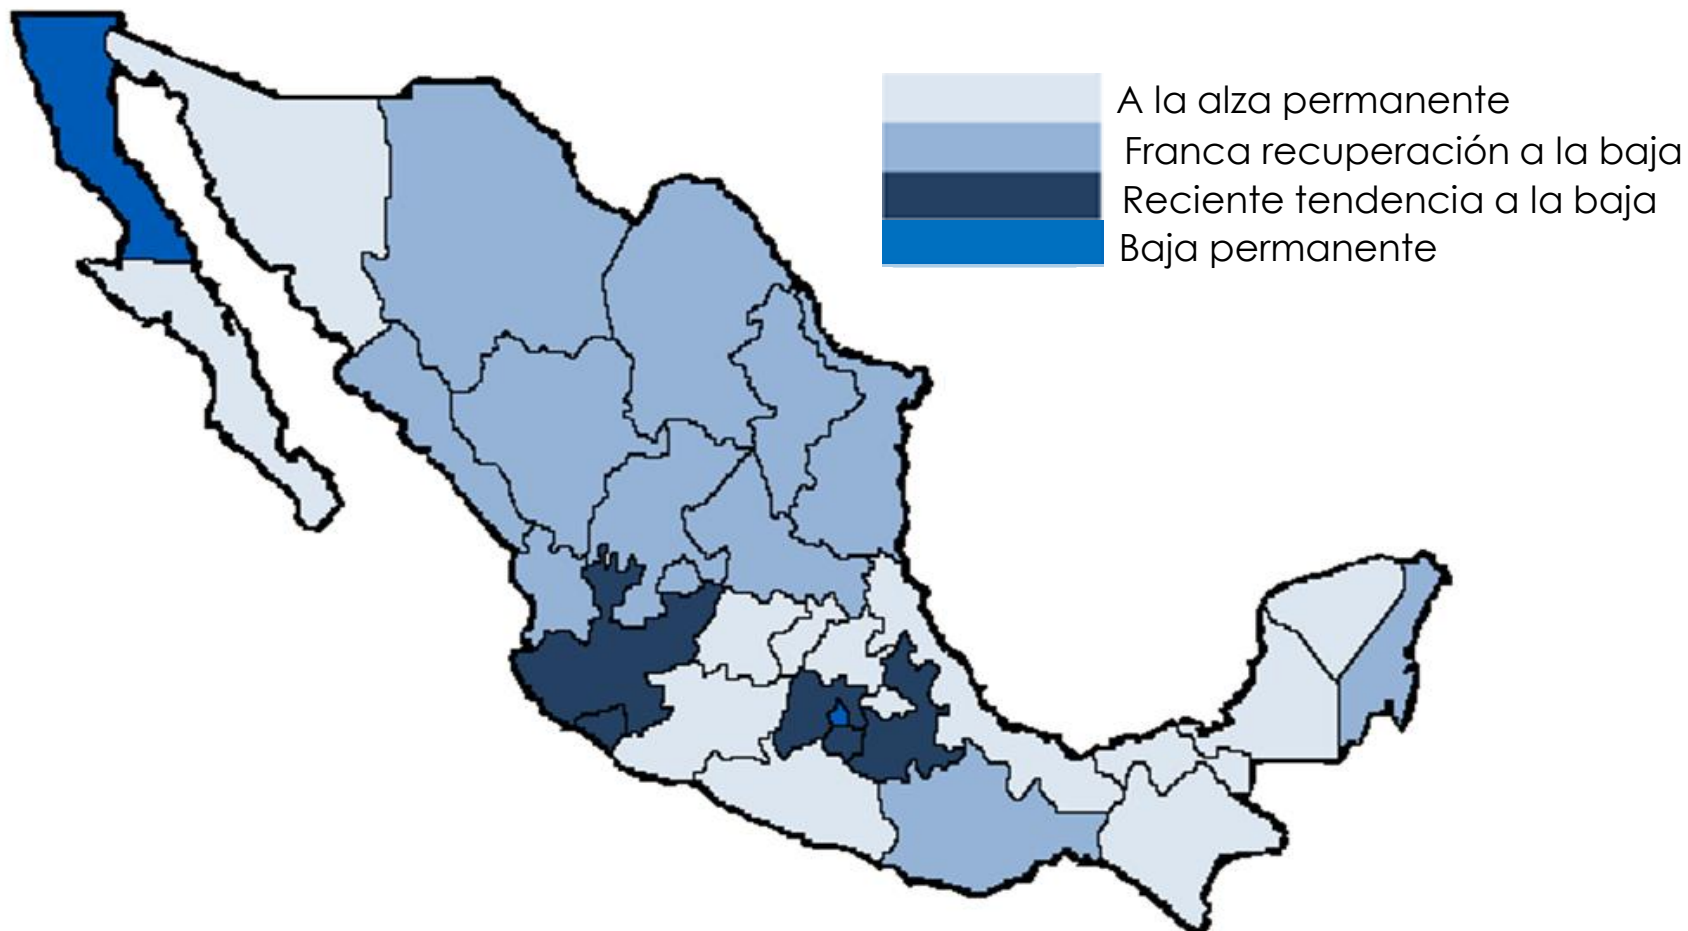 A la alza permanente
Franca recuperación a la baja
Reciente tendencia a la baja
Baja permanente